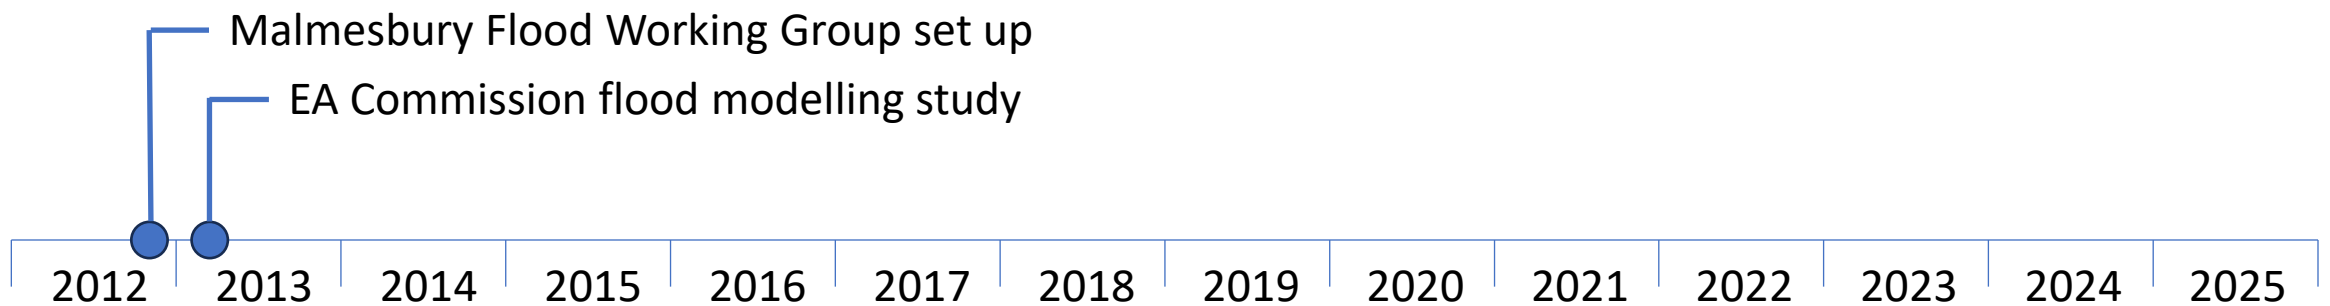 Malmesbury Flood Working Group set up
EA Commission flood modelling study
2012 2013 2014 2015 2016 2017 2018 2019 2020 2021 2022 2023 2024 2025